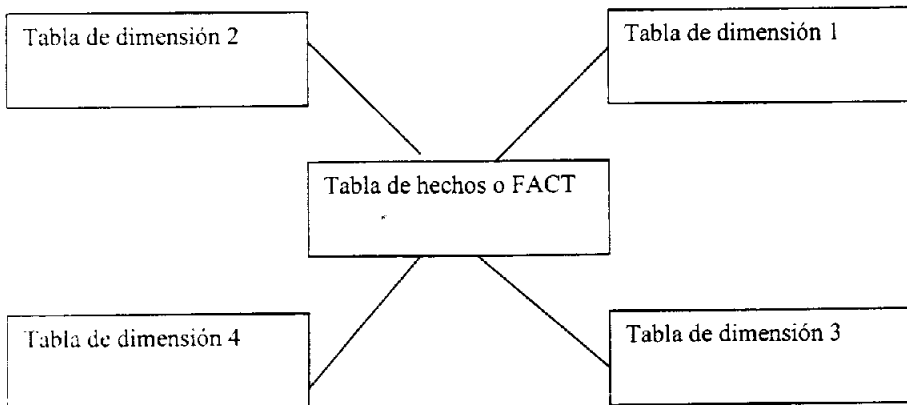 Tabla de dimensión 2
Tabla de dimensión 1
Tabla de hechos o FACT
Tabla de dimensión 4
Tabla de dimensión 3